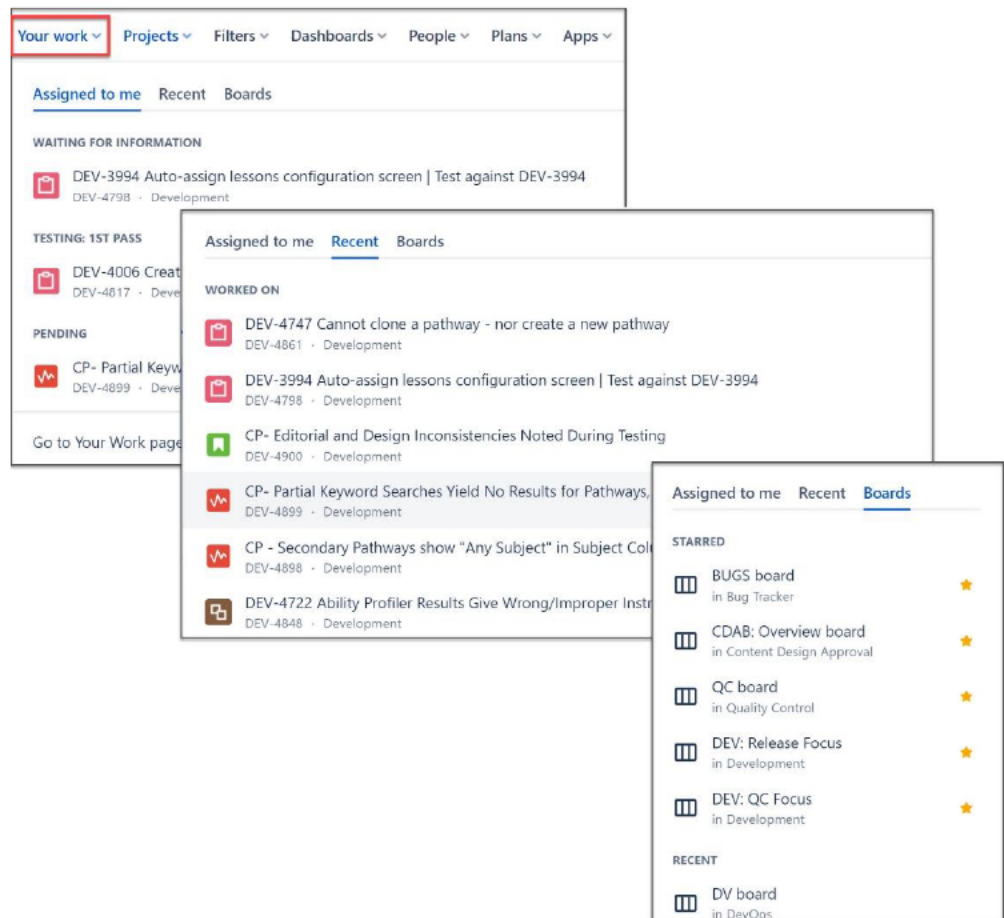 Your work Projects Filters Dashboards People Plans Apps
Assigned to me Recent Boards
WAITING FOR INFORMATION
DEV-3994 Auto-assign lessons configuration screen | Test against DEV-3994
DEV-4798 · Development
TESTING: 1ST PASS
DEV-4006 Creat
DEV-4817 · Deve
PENDING
CP- Partial Keyw
DEV-4899 · Deve
Go to Your Work page
Assigned to me Recent Boards
WORKED ON
DEV-4747 Cannot clone a pathway - nor create a new pathway
DEV-4861 · Development
DEV-3994 Auto-assign lessons configuration screen | Test against DEV-3994
DEV-4798 · Development
CP- Editorial and Design Inconsistencies Noted During Testing
DEV-4900 · Development
CP- Partial Keyword Searches Yield No Results for Pathways,
DEV-4899 · Development
CP - Secondary Pathways show "Any Subject" in Subject Colu
DEV-4898 · Development
DEV-4722 Ability Profiler Results Give Wrong/Improper Instr
DEV-4848 · Development
Assigned to me Recent Boards
STARRED
BUGS board
in Bug Tracker
CDAB: Overview board
in Content Design Approval
QC board
in Quality Control
DEV: Release Focus
in Development
DEV: QC Focus
in Development
RECENT
DV board
in DevOps